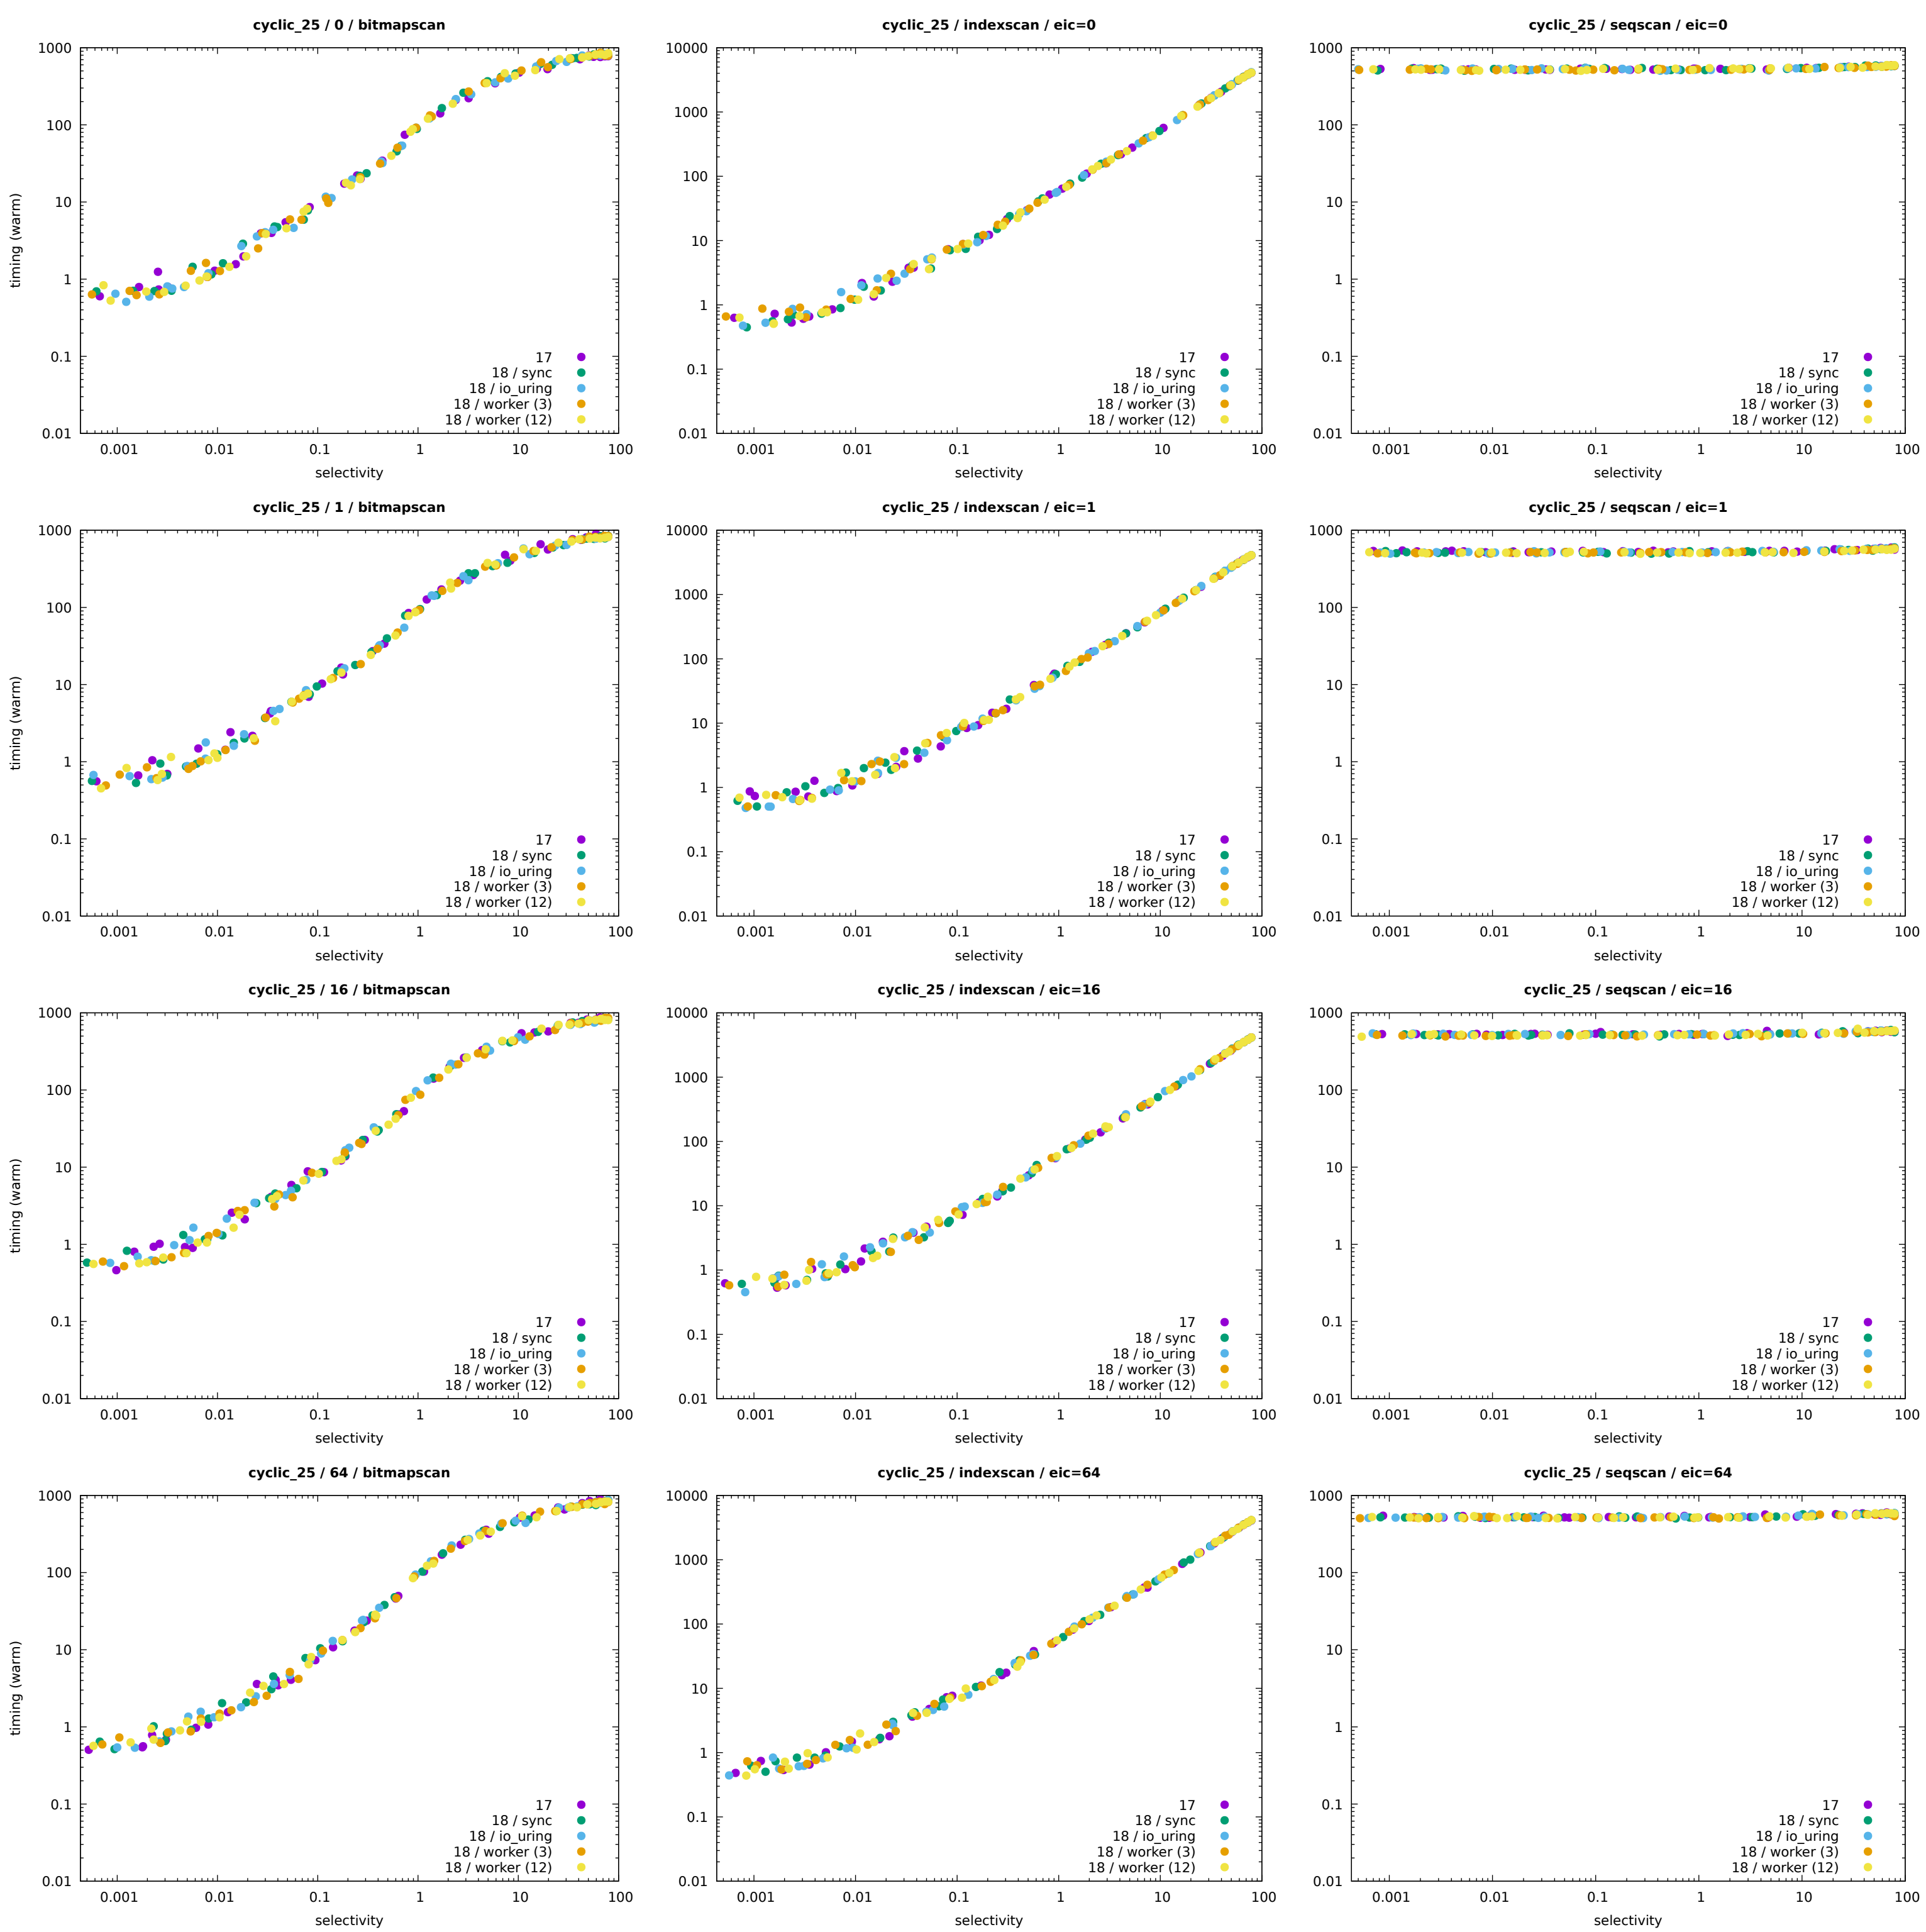 cyclic_25 / 0 / bitmapscan
timing (warm)
1000
100
10
1
0.1
0.01
17
18 / sync
18 / io_uring
18 / worker (3)
18 / worker (12)
0.001 0.01 0.1 1 10 100
selectivity
cyclic_25 / indexscan / eic=0
10000
1000
100
10
1
0.1
0.01
17
18 / sync
18 / io_uring
18 / worker (3)
18 / worker (12)
0.001 0.01 0.1 1 10 100
selectivity
cyclic_25 / seqscan / eic=0
1000
100
10
1
0.1
0.01
17
18 / sync
18 / io_uring
18 / worker (3)
18 / worker (12)
0.001 0.01 0.1 1 10 100
selectivity
cyclic_25 / 1 / bitmapscan
timing (warm)
1000
100
10
1
0.1
0.01
17
18 / sync
18 / io_uring
18 / worker (3)
18 / worker (12)
0.001 0.01 0.1 1 10 100
selectivity
cyclic_25 / indexscan / eic=1
10000
1000
100
10
1
0.1
0.01
17
18 / sync
18 / io_uring
18 / worker (3)
18 / worker (12)
0.001 0.01 0.1 1 10 100
selectivity
cyclic_25 / seqscan / eic=1
1000
100
10
1
0.1
0.01
17
18 / sync
18 / io_uring
18 / worker (3)
18 / worker (12)
0.001 0.01 0.1 1 10 100
selectivity
cyclic_25 / 16 / bitmapscan
timing (warm)
1000
100
10
1
0.1
0.01
17
18 / sync
18 / io_uring
18 / worker (3)
18 / worker (12)
0.001 0.01 0.1 1 10 100
selectivity
cyclic_25 / indexscan / eic=16
10000
1000
100
10
1
0.1
0.01
17
18 / sync
18 / io_uring
18 / worker (3)
18 / worker (12)
0.001 0.01 0.1 1 10 100
selectivity
cyclic_25 / seqscan / eic=16
1000
100
10
1
0.1
0.01
17
18 / sync
18 / io_uring
18 / worker (3)
18 / worker (12)
0.001 0.01 0.1 1 10 100
selectivity
cyclic_25 / 64 / bitmapscan
timing (warm)
1000
100
10
1
0.1
0.01
17
18 / sync
18 / io_uring
18 / worker (3)
18 / worker (12)
0.001 0.01 0.1 1 10 100
selectivity
cyclic_25 / indexscan / eic=64
10000
1000
100
10
1
0.1
0.01
17
18 / sync
18 / io_uring
18 / worker (3)
18 / worker (12)
0.001 0.01 0.1 1 10 100
selectivity
cyclic_25 / seqscan / eic=64
1000
100
10
1
0.1
0.01
17
18 / sync
18 / io_uring
18 / worker (3)
18 / worker (12)
0.001 0.01 0.1 1 10 100
selectivity